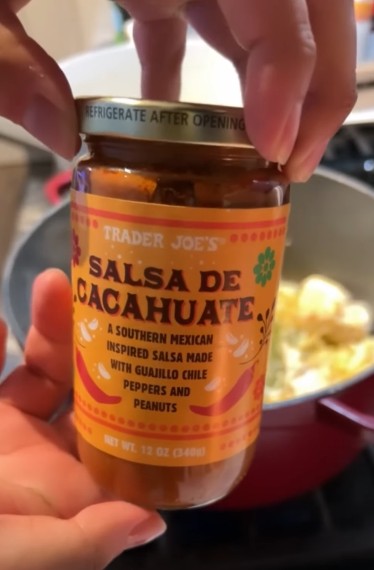 REFRIGERATE AFTER OPENING
TRADER JOE'S
SALSA DE
CACAHUATE
A SOUTHERN MEXICAN
INSPIRED SALSA MADE
WITH GUAJILLO CHILE
PEPPERS AND
PEANUTS
NET WT. 12 OZ (340g)